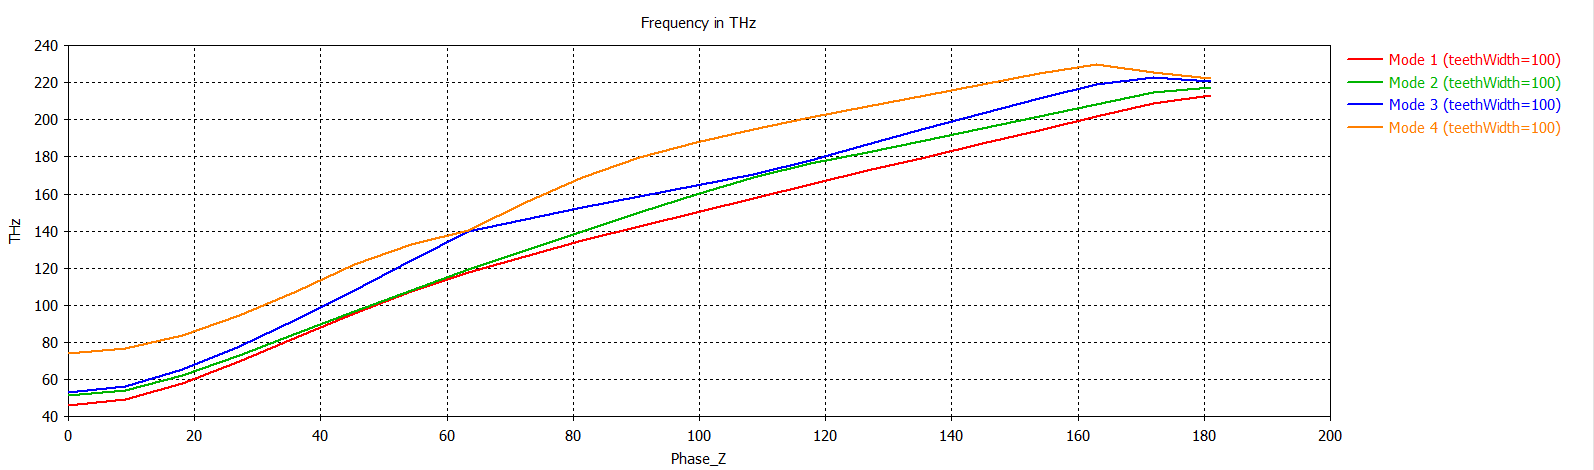 Frequency in THz
240
220
200
180
160
140
120
100
80
60
40
THz
0 20 40 60 80 100 120 140 160 180 200
Phase_Z
Mode 1 (teethWidth=100)
Mode 2 (teethWidth=100)
Mode 3 (teethWidth=100)
Mode 4 (teethWidth=100)